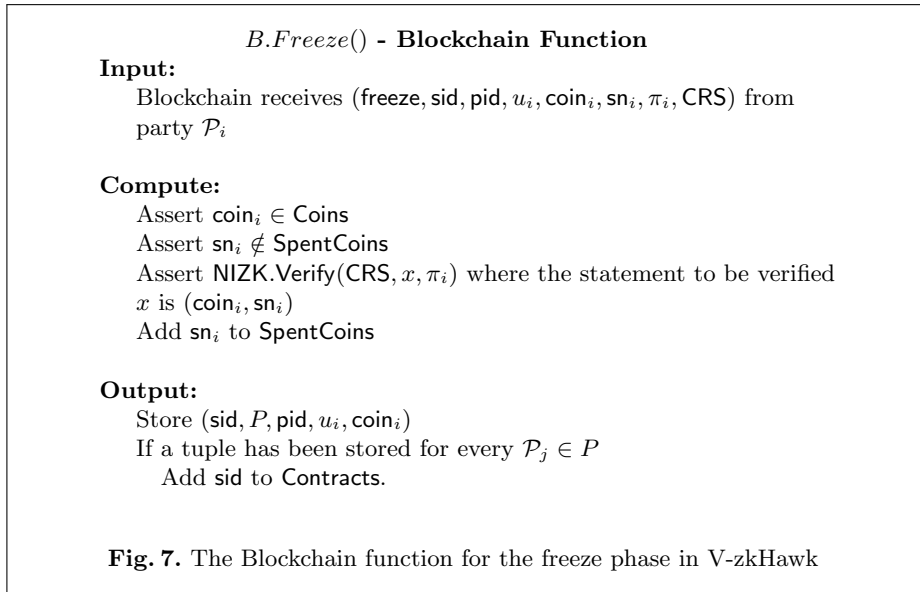 B.Freeze() - Blockchain Function
Input:
Blockchain receives (freeze, sid, pid, u_i, coin_i, sn_i, π_i, CRS) from
party 𝒫_i
Compute:
Assert coin_i ∈ Coins
Assert sn_i ∉ SpentCoins
Assert NIZK.Verify(CRS, x, π_i) where the statement to be verified
x is (coin_i, sn_i)
Add sn_i to SpentCoins
Output:
Store (sid, P, pid, u_i, coin_i)
If a tuple has been stored for every 𝒫_j ∈ P
Add sid to Contracts.
Fig. 7. The Blockchain function for the freeze phase in V-zkHawk